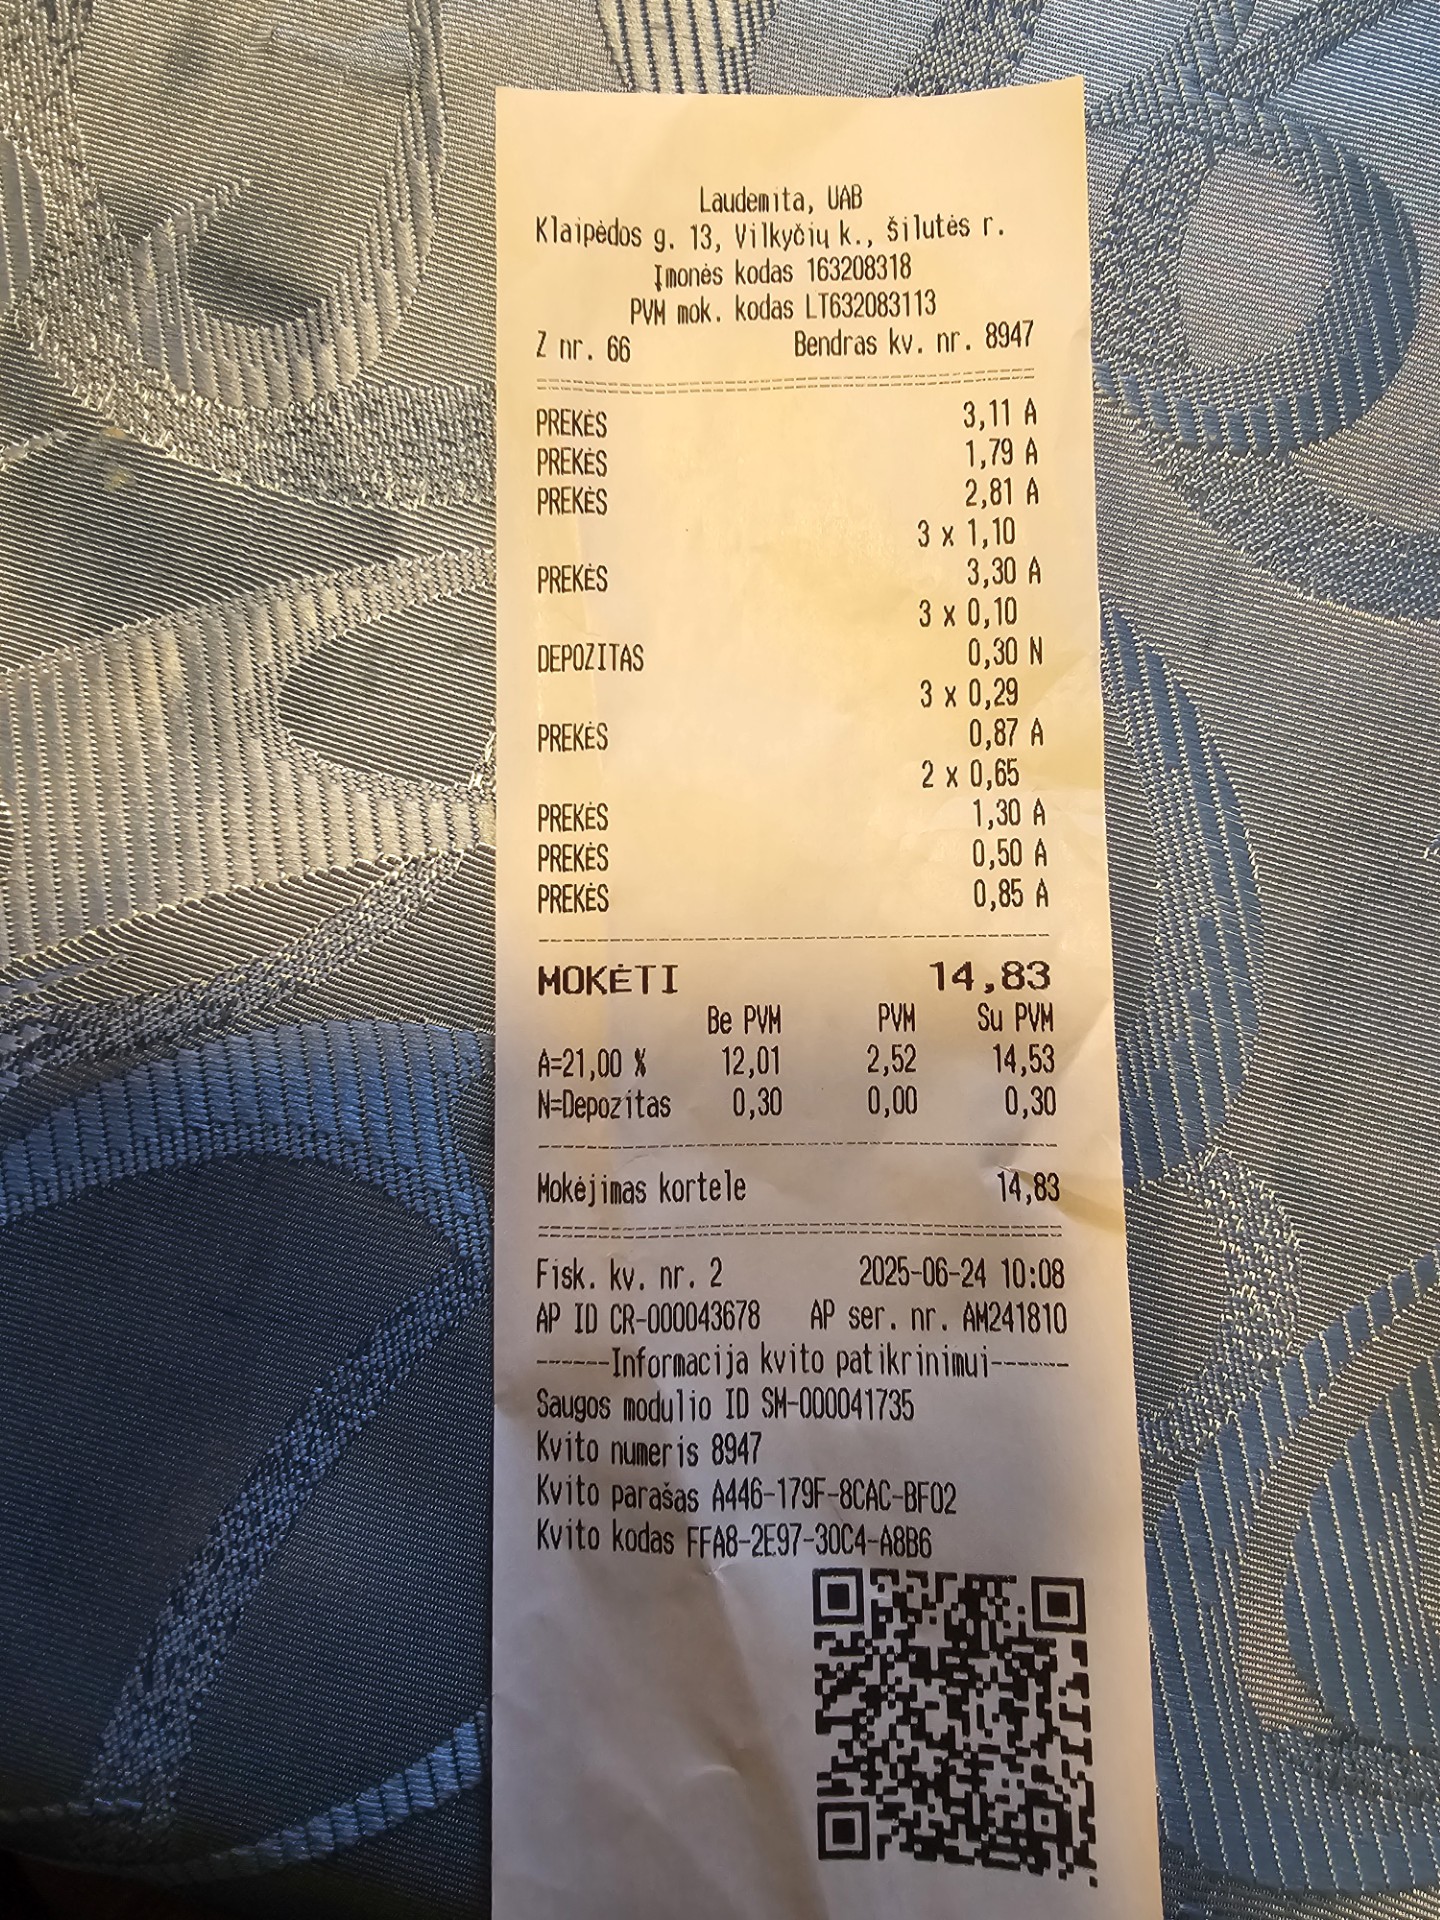 Laudemita, UAB
Klaipėdos g. 13, Vilkyčių k., Šilutės r.
Įmonės kodas 163208318
PVM mok. kodas LT632083113
Z nr. 66 Bendras kv. nr. 8947
PREKĖS 3,11 A
PREKĖS 1,79 A
PREKĖS 2,81 A
3 x 1,10
PREKĖS 3,30 A
3 x 0,10
DEPOZITAS 0,30 N
3 x 0,29
PREKĖS 0,87 A
2 x 0,65
PREKĖS 1,30 A
PREKĖS 0,50 A
PREKĖS 0,85 A
MOKĖTI 14,83
Be PVM PVM Su PVM
A=21,00 % 12,01 2,52 14,53
N=Depozitas 0,30 0,00 0,30
Mokėjimas kortele 14,83
Fisk. kv. nr. 2 2025-06-24 10:08
AP ID CR-000043678 AP ser. nr. AM241810
------Informacija kvito patikrinimui------
Saugos modulio ID SM-000041735
Kvito numeris 8947
Kvito parašas A446-179F-8CAC-BF02
Kvito kodas FFA8-2E97-30C4-A8B6